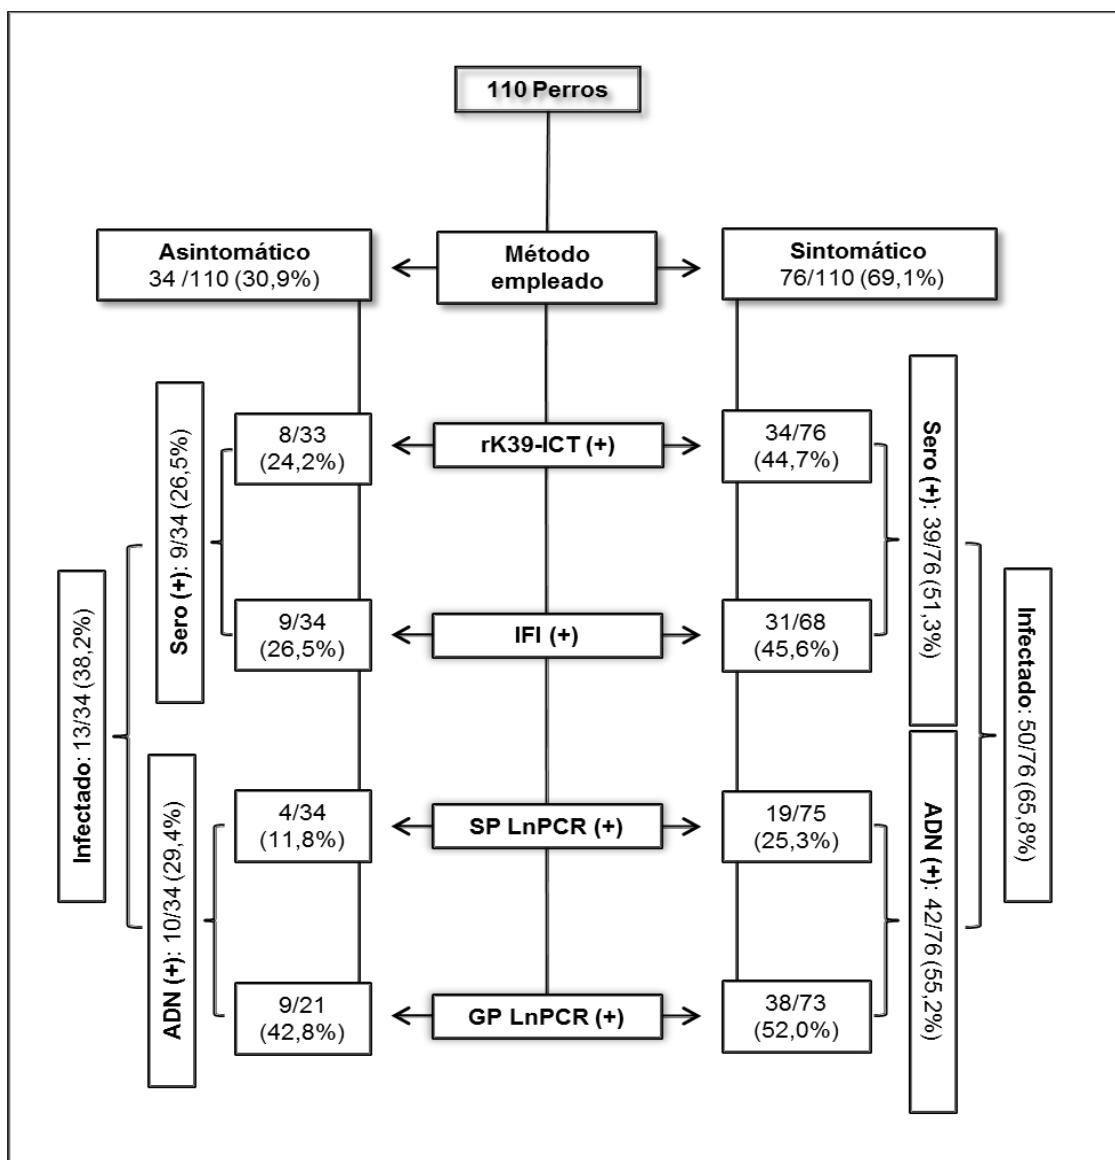 110 Perros
Asintomático
34 /110 (30,9%)
Método
empleado
Sintomático
76/110 (69,1%)
Infectado: 13/34 (38,2%)
Sero (+): 9/34 (26,5%)
8/33
(24,2%)
rK39-ICT (+)
34/76
(44,7%)
Sero (+): 39/76 (51,3%)
Infectado: 50/76 (65,8%)
9/34
(26,5%)
IFI (+)
31/68
(45,6%)
ADN (+): 10/34 (29,4%)
4/34
(11,8%)
SP LnPCR (+)
19/75
(25,3%)
ADN (+): 42/76 (55,2%)
9/21
(42,8%)
GP LnPCR (+)
38/73
(52,0%)